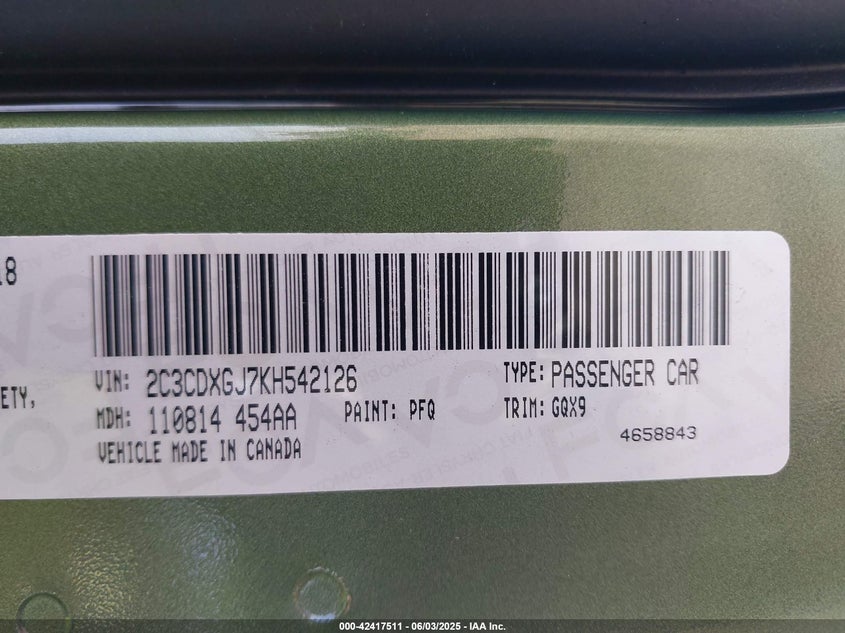 18
VIN: 2C3CDXGJ7KH542126
TYPE: PASSENGER CAR
ETY,
MDH: 110814 454AA
PAINT: PFQ
TRIM: GQX9
VEHICLE MADE IN CANADA
4658843
000-42417511 - 06/03/2025 - IAA Inc.